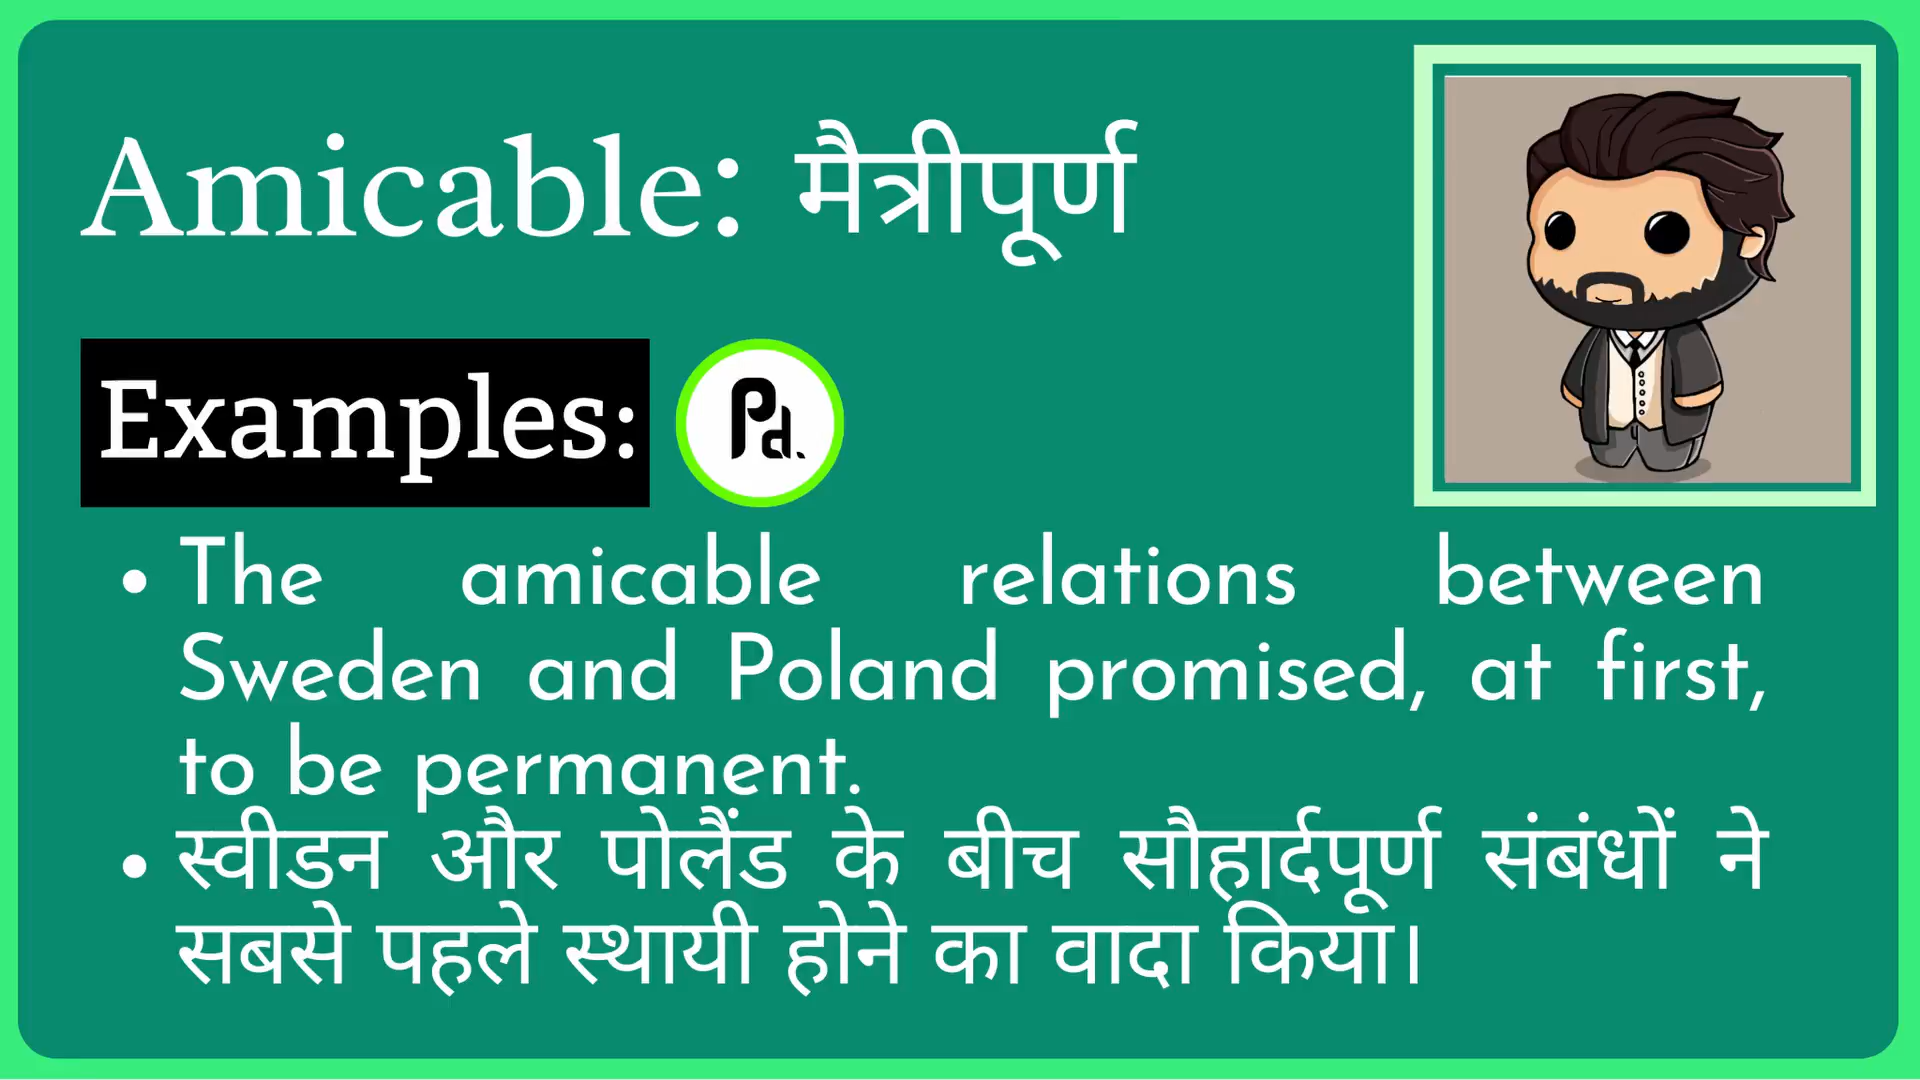 Amicable: मैत्रीपूर्ण
Examples:
Pd.
• The amicable relations between
Sweden and Poland promised, at first,
to be permanent.
• स्वीडन और पोलैंड के बीच सौहार्दपूर्ण संबंधों ने
सबसे पहले स्थायी होने का वादा किया।